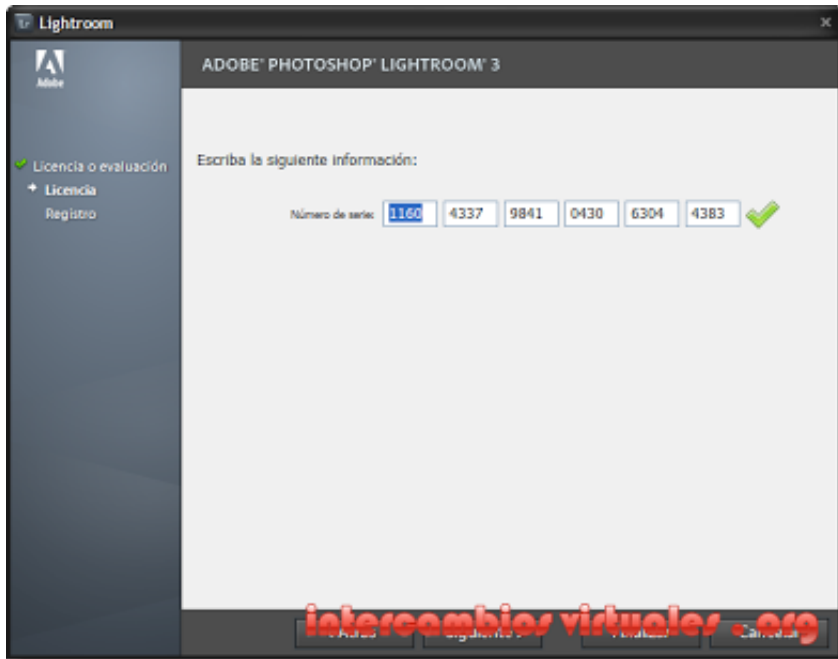 Lightroom
Adobe
ADOBE® PHOTOSHOP® LIGHTROOM® 3
Licencia o evaluación
Licencia
Registro
Escriba la siguiente información:
Número de serie: 1160 4337 9841 0430 6304 4383
intercambios virtuales . org